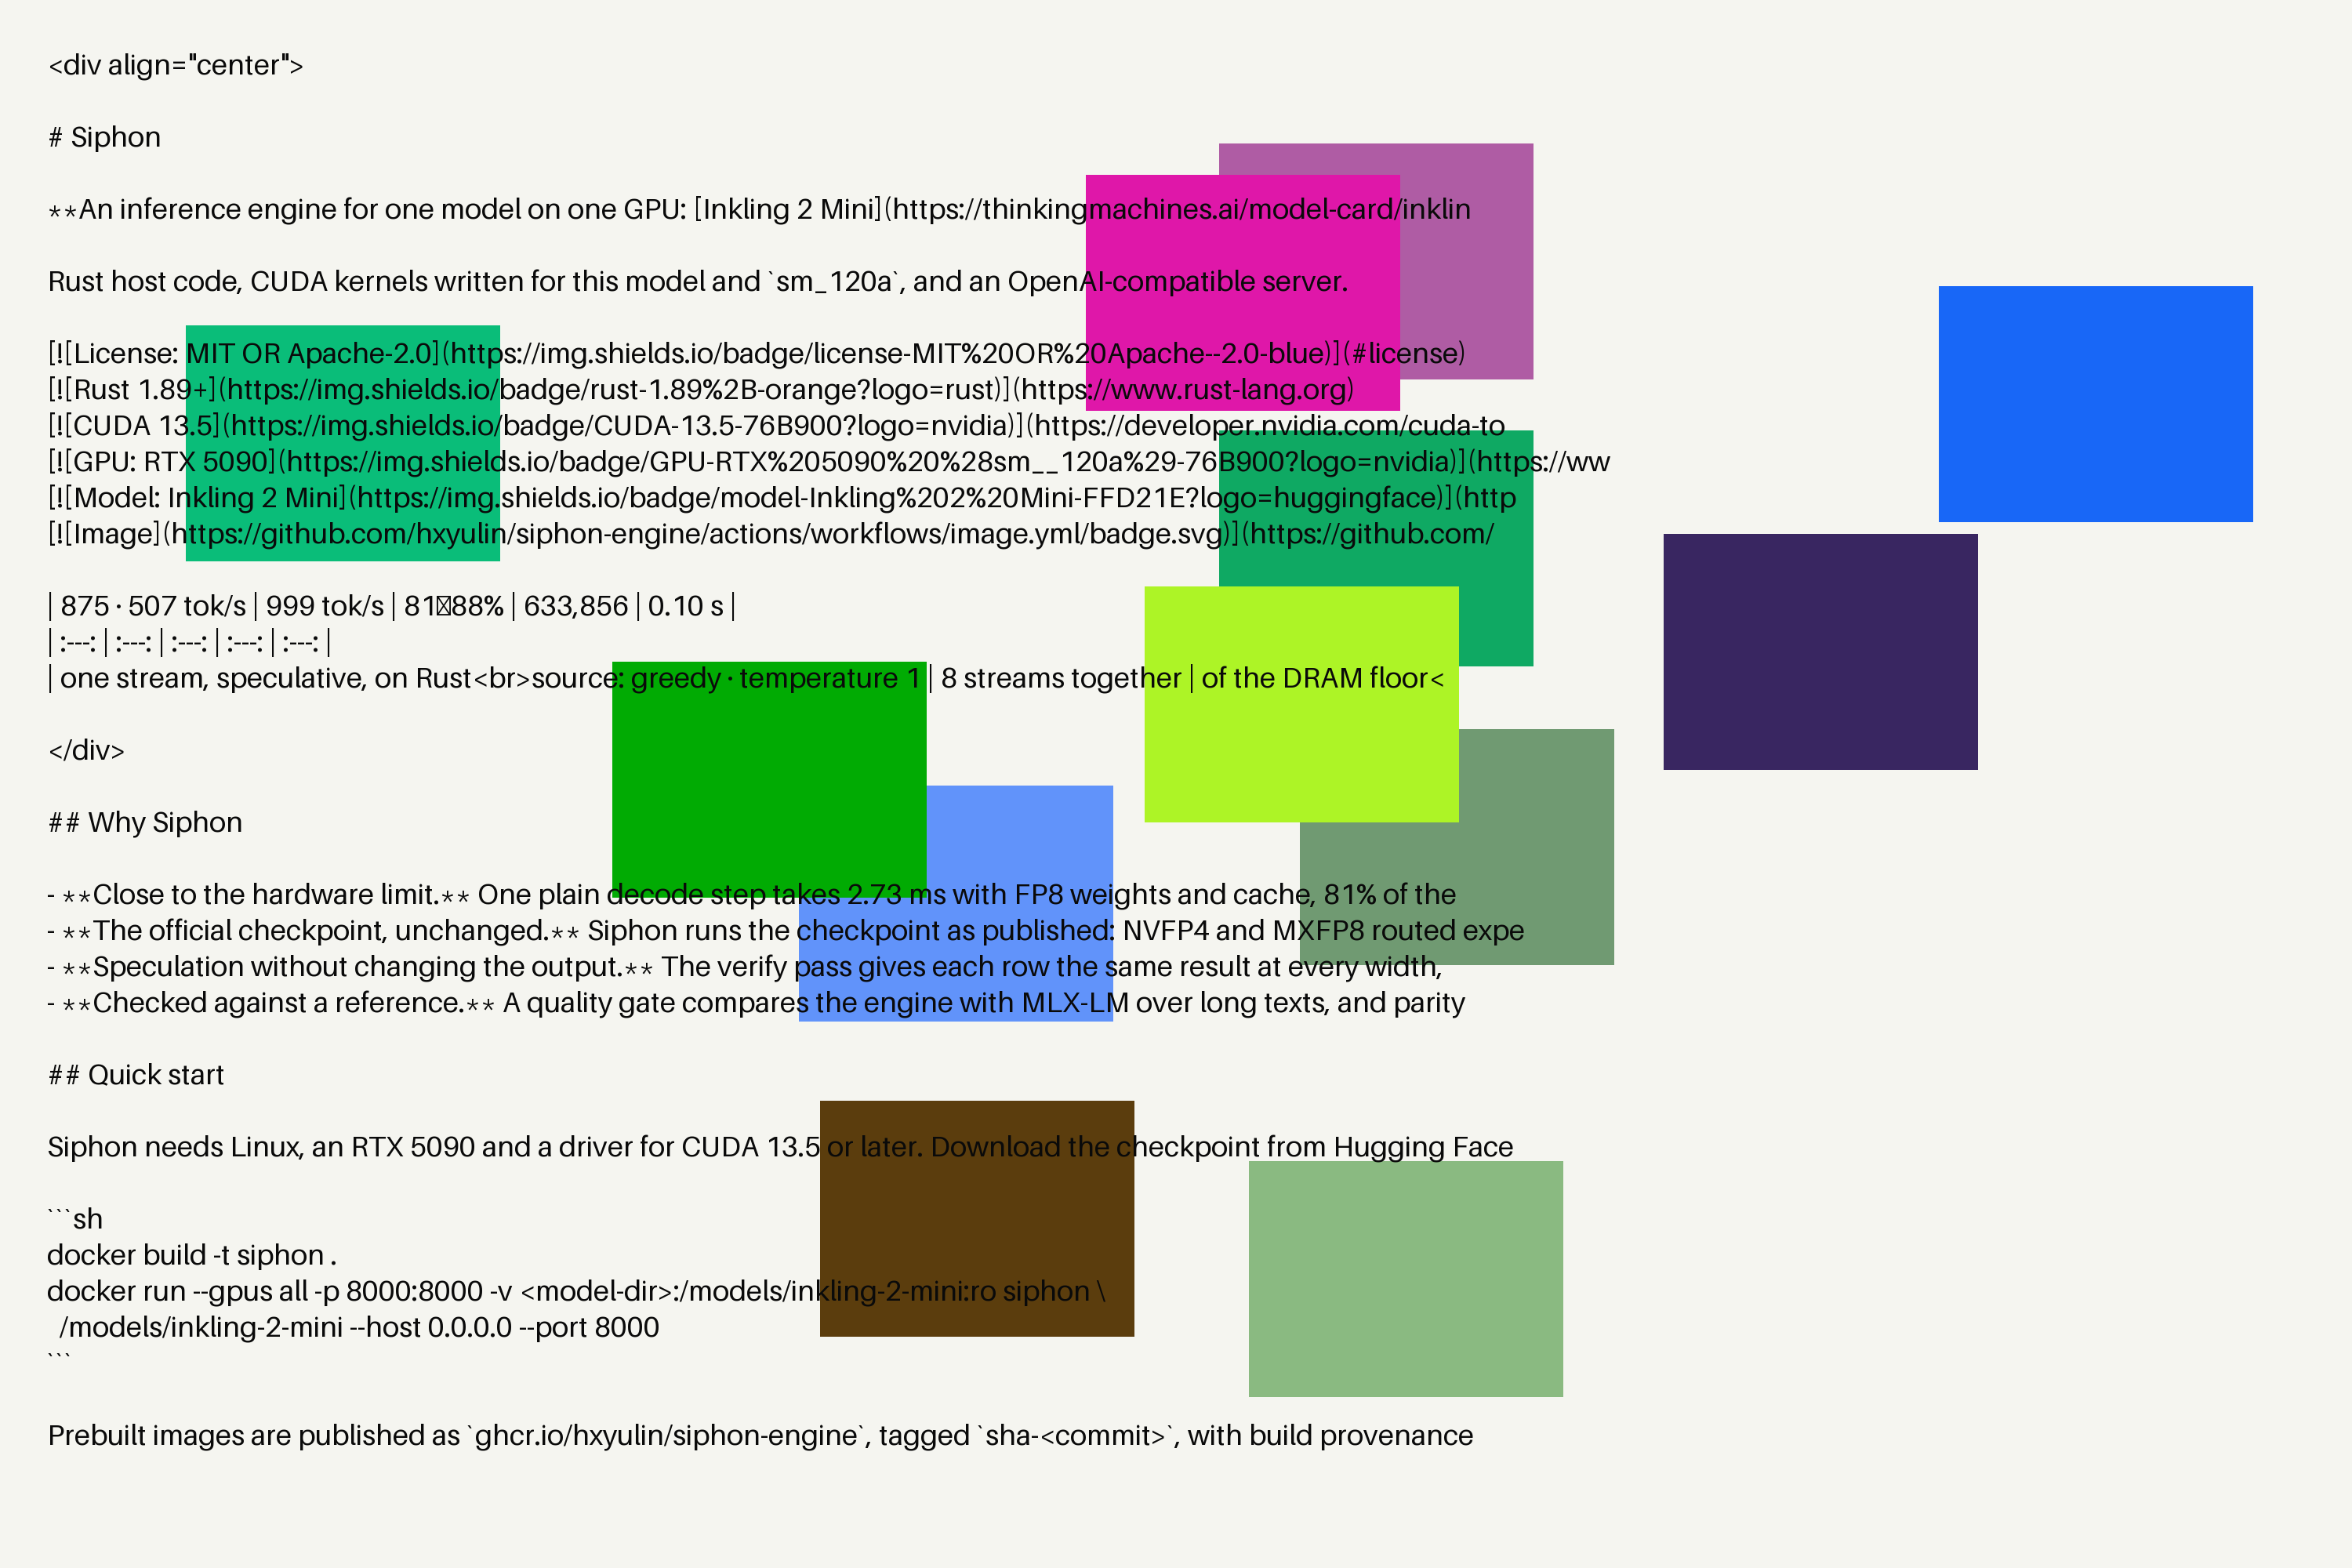 <div align="center">
# Siphon
**An inference engine for one model on one GPU: [Inkling 2 Mini](https://thinkingmachines.ai/model-card/inklin
Rust host code, CUDA kernels written for this model and `sm_120a`, and an OpenAI-compatible server.
[![License: MIT OR Apache-2.0](https://img.shields.io/badge/license-MIT%20OR%20Apache--2.0-blue)](#license)
[![Rust 1.89+](https://img.shields.io/badge/rust-1.89%2B-orange?logo=rust)](https://www.rust-lang.org)
[![CUDA 13.5](https://img.shields.io/badge/CUDA-13.5-76B900?logo=nvidia)](https://developer.nvidia.com/cuda-to
[![GPU: RTX 5090](https://img.shields.io/badge/GPU-RTX%205090%20%28sm__120a%29-76B900?logo=nvidia)](https://ww
[![Model: Inkling 2 Mini](https://img.shields.io/badge/model-Inkling%202%20Mini-FFD21E?logo=huggingface)](http
[![Image](https://github.com/hxyulin/siphon-engine/actions/workflows/image.yml/badge.svg)](https://github.com/
| 875 · 507 tok/s | 999 tok/s | 81 88% | 633,856 | 0.10 s |
| :---: | :---: | :---: | :---: | :---: |
| one stream, speculative, on Rust<br>source: greedy · temperature 1 | 8 streams together | of the DRAM floor<
</div>
## Why Siphon
- **Close to the hardware limit.** One plain decode step takes 2.73 ms with FP8 weights and cache, 81% of the
- **The official checkpoint, unchanged.** Siphon runs the checkpoint as published: NVFP4 and MXFP8 routed expe
- **Speculation without changing the output.** The verify pass gives each row the same result at every width,
- **Checked against a reference.** A quality gate compares the engine with MLX-LM over long texts, and parity
## Quick start
Siphon needs Linux, an RTX 5090 and a driver for CUDA 13.5 or later. Download the checkpoint from Hugging Face
```sh
docker build -t siphon .
docker run --gpus all -p 8000:8000 -v <model-dir>:/models/inkling-2-mini:ro siphon \
  /models/inkling-2-mini --host 0.0.0.0 --port 8000
```
Prebuilt images are published as `ghcr.io/hxyulin/siphon-engine`, tagged `sha-<commit>`, with build provenance